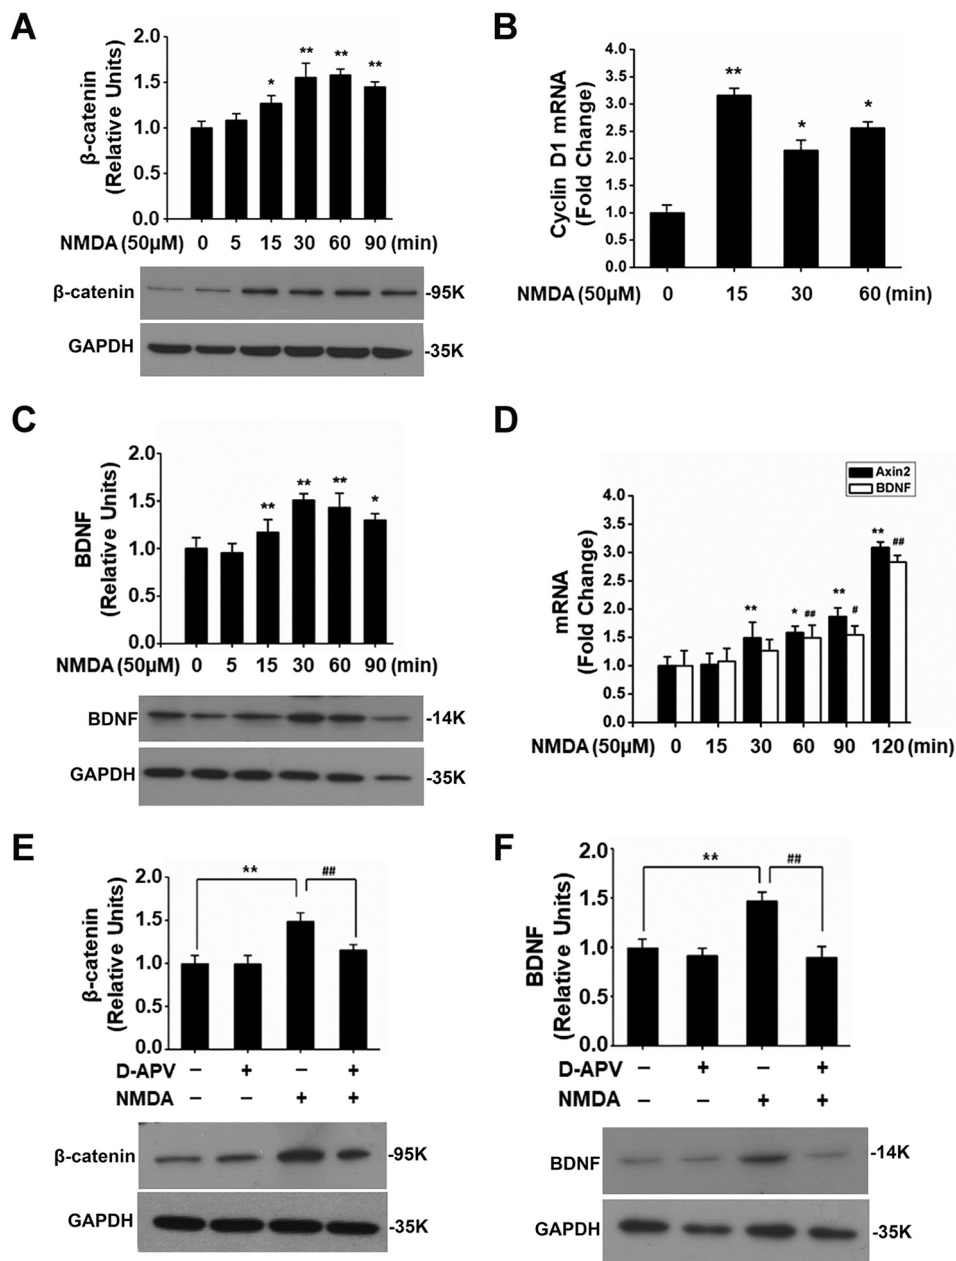 A
β-catenin
(Relative Units)
2.0
1.5
1.0
0.5
0.0
* ** ** **
NMDA (50μM) 0 5 15 30 60 90 (min)
β-catenin -95K
GAPDH -35K
B
Cyclin D1 mRNA
(Fold Change)
4.0
3.5
3.0
2.5
2.0
1.5
1.0
0.5
0.0
** * *
NMDA (50μM) 0 15 30 60 (min)
C
BDNF
(Relative Units)
2.0
1.5
1.0
0.5
0.0
** ** ** *
NMDA (50μM) 0 5 15 30 60 90 (min)
BDNF -14K
GAPDH -35K
D
Axin2
BDNF
mRNA
(Fold Change)
4.0
3.5
3.0
2.5
2.0
1.5
1.0
0.5
0.0
** * ## ** # ** ##
NMDA (50μM) 0 15 30 60 90 120 (min)
E
β-catenin
(Relative Units)
2.0
1.5
1.0
0.5
0.0
** ##
D-APV − + − +
NMDA − − + +
β-catenin -95K
GAPDH -35K
F
BDNF
(Relative Units)
2.0
1.5
1.0
0.5
0.0
** ##
D-APV − + − +
NMDA − − + +
BDNF -14K
GAPDH -35K